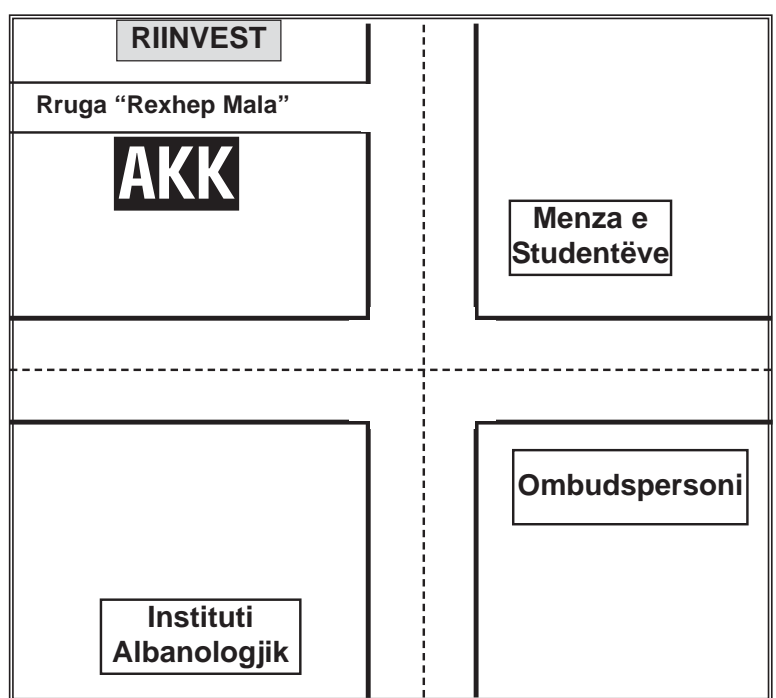 RIINVEST
Rruga “Rexhep Mala”
AKK
Menza e
Studentëve
Ombudspersoni
Instituti
Albanologjik